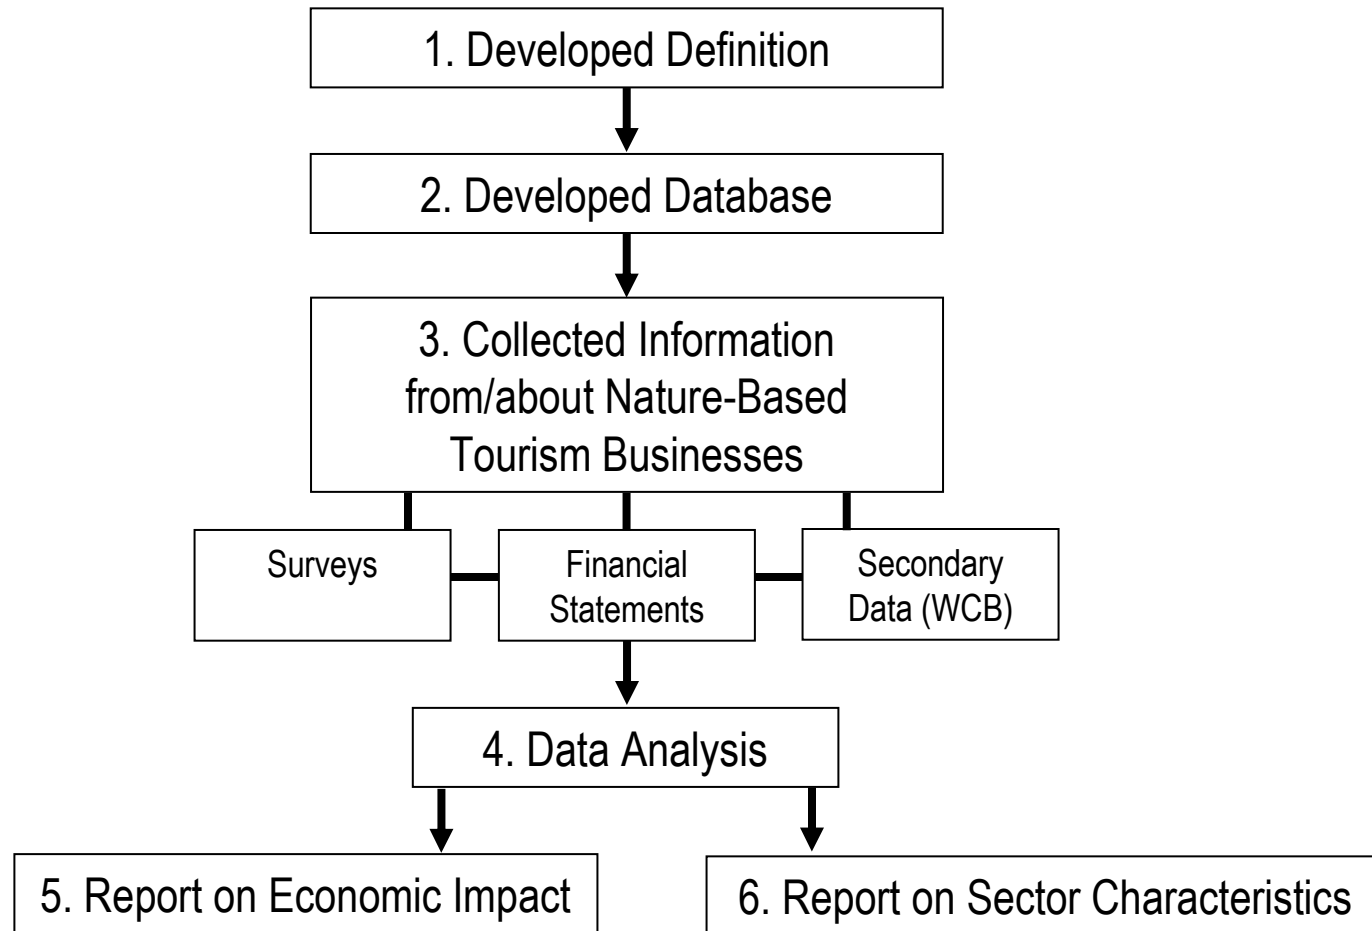 1. Developed Definition
2. Developed Database
3. Collected Information
from/about Nature-Based
Tourism Businesses
Surveys
Financial
Statements
Secondary
Data (WCB)
4. Data Analysis
5. Report on Economic Impact
6. Report on Sector Characteristics